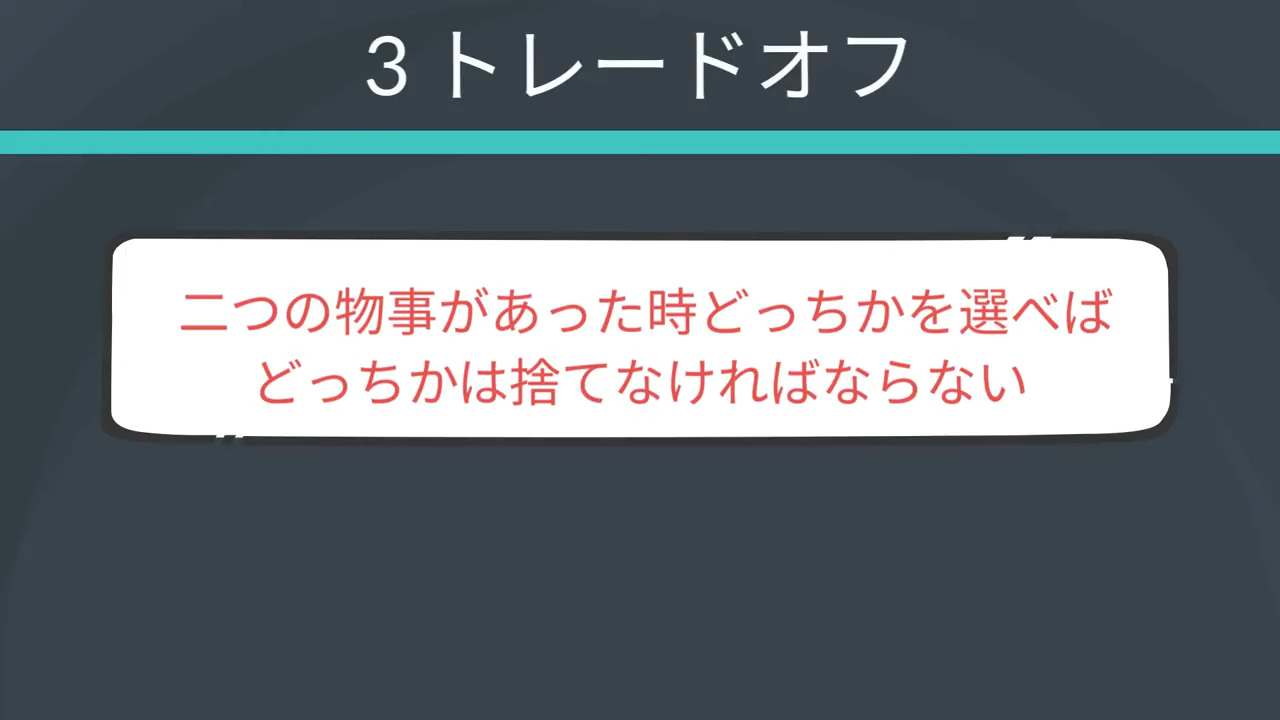 3 トレードオフ
二つの物事があった時どっちかを選べば
どっちかは捨てなければならない